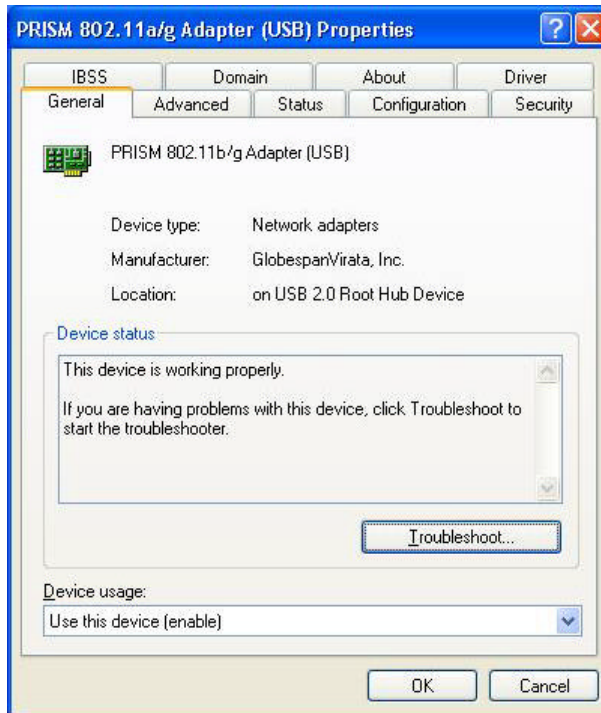 PRISM 802.11a/g Adapter (USB) Properties
IBSS Domain About Driver
General Advanced Status Configuration Security
PRISM 802.11b/g Adapter (USB)
Device type: Network adapters
Manufacturer: GlobespanVirata, Inc.
Location: on USB 2.0 Root Hub Device
Device status
This device is working properly.
If you are having problems with this device, click Troubleshoot to
start the troubleshooter.
Troubleshoot...
Device usage:
Use this device (enable)
OK Cancel